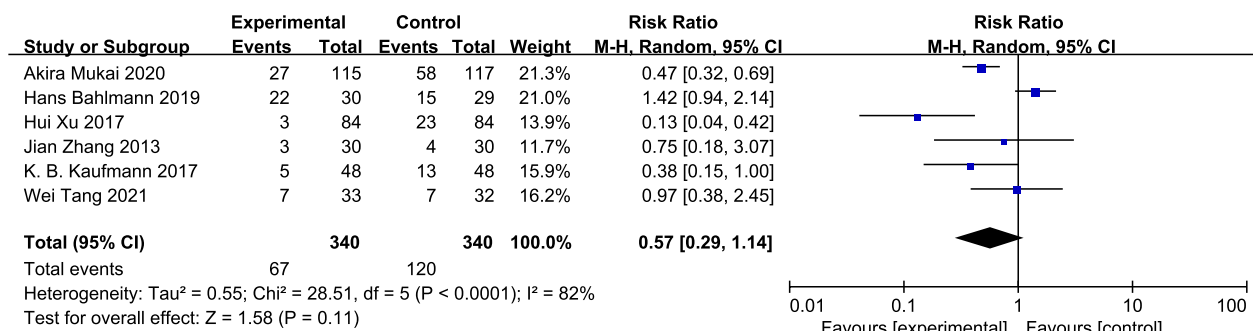 Experimental Control Risk Ratio Risk Ratio
Study or Subgroup Events Total Events Total Weight M-H, Random, 95% CI M-H, Random, 95% CI
Akira Mukai 2020 27 115 58 117 21.3% 0.47 [0.32, 0.69]
Hans Bahlmann 2019 22 30 15 29 21.0% 1.42 [0.94, 2.14]
Hui Xu 2017 3 84 23 84 13.9% 0.13 [0.04, 0.42]
Jian Zhang 2013 3 30 4 30 11.7% 0.75 [0.18, 3.07]
K. B. Kaufmann 2017 5 48 13 48 15.9% 0.38 [0.15, 1.00]
Wei Tang 2021 7 33 7 32 16.2% 0.97 [0.38, 2.45]
Total (95% CI) 340 340 100.0% 0.57 [0.29, 1.14]
Total events 67 120
Heterogeneity: Tau² = 0.55; Chi² = 28.51, df = 5 (P < 0.0001); I² = 82%
Test for overall effect: Z = 1.58 (P = 0.11)
0.01 0.1 1 10 100
Favours [experimental] Favours [control]